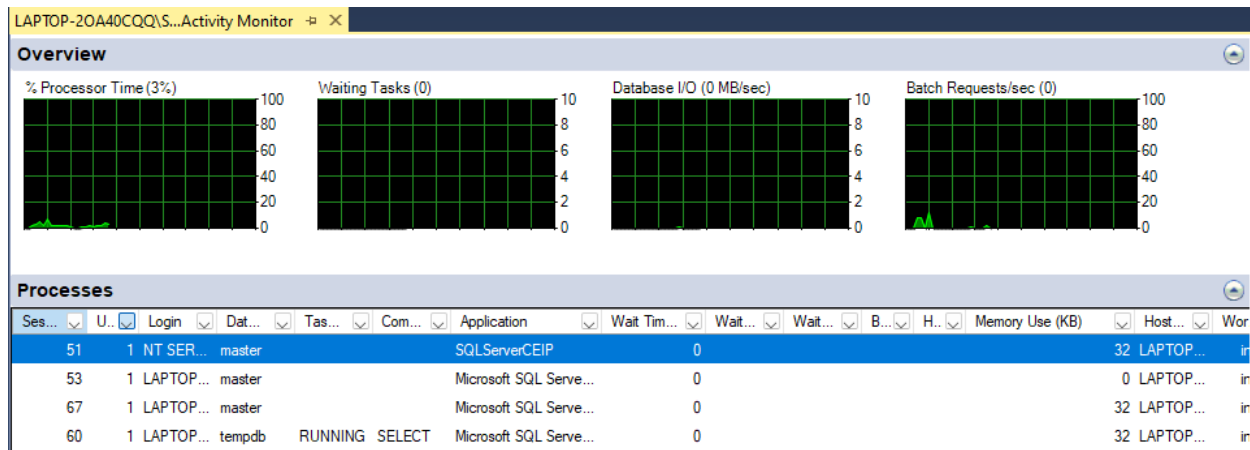 LAPTOP-2OA40CQQ\S...Activity Monitor
Overview
% Processor Time (3%) Waiting Tasks (0) Database I/O (0 MB/sec) Batch Requests/sec (0)
100 10 10 100
80 8 8 80
60 6 6 60
40 4 4 40
20 2 2 20
0 0 0 0
Processes
Ses... U.. Login Dat... Tas... Com... Application Wait Tim... Wait... Wait... B... H.. Memory Use (KB) Host... Wor
51 1 NT SER... master SQLServerCEIP 0 32 LAPTOP... in
53 1 LAPTOP... master Microsoft SQL Serve... 0 0 LAPTOP... in
67 1 LAPTOP... master Microsoft SQL Serve... 0 32 LAPTOP... in
60 1 LAPTOP... tempdb RUNNING SELECT Microsoft SQL Serve... 0 32 LAPTOP... in